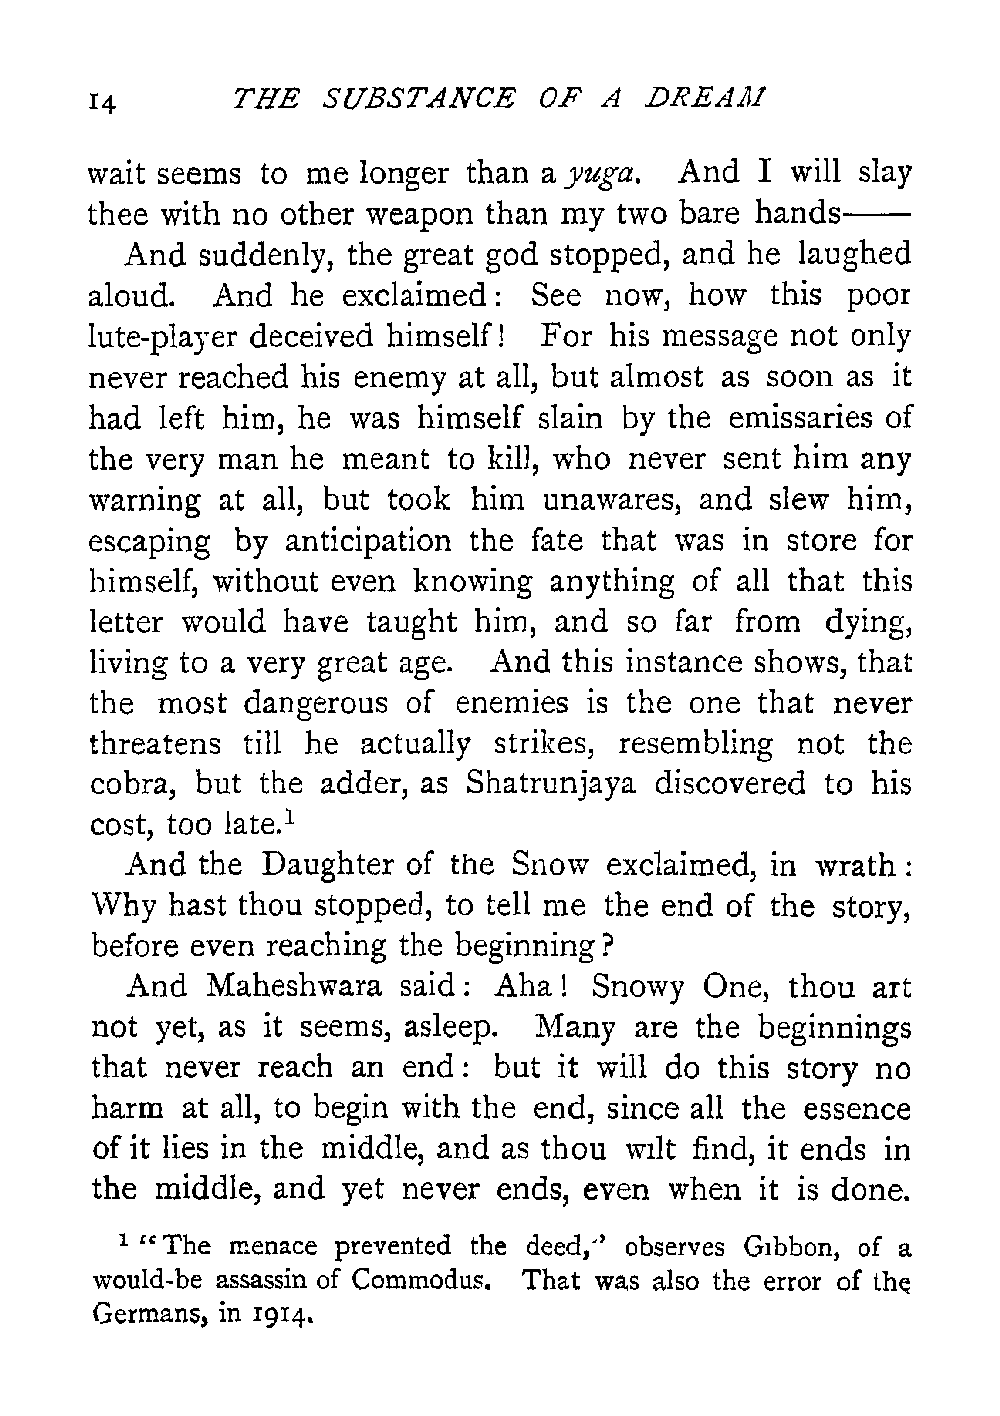 14 THE SUBSTANCE OF A DREAM
wait seems to me longer than a yuga. And I will slay
thee with no other weapon than my two bare hands——
And suddenly, the great god stopped, and he laughed
aloud. And he exclaimed: See now, how this poor
lute-player deceived himself! For his message not only
never reached his enemy at all, but almost as soon as it
had left him, he was himself slain by the emissaries of
the very man he meant to kill, who never sent him any
warning at all, but took him unawares, and slew him,
escaping by anticipation the fate that was in store for
himself, without even knowing anything of all that this
letter would have taught him, and so far from dying,
living to a very great age. And this instance shows, that
the most dangerous of enemies is the one that never
threatens till he actually strikes, resembling not the
cobra, but the adder, as Shatrunjaya discovered to his
cost, too late.¹
And the Daughter of the Snow exclaimed, in wrath:
Why hast thou stopped, to tell me the end of the story,
before even reaching the beginning?
And Maheshwara said: Aha! Snowy One, thou art
not yet, as it seems, asleep. Many are the beginnings
that never reach an end: but it will do this story no
harm at all, to begin with the end, since all the essence
of it lies in the middle, and as thou wilt find, it ends in
the middle, and yet never ends, even when it is done.
¹ “The menace prevented the deed,” observes Gibbon, of a
would-be assassin of Commodus. That was also the error of the
Germans, in 1914.